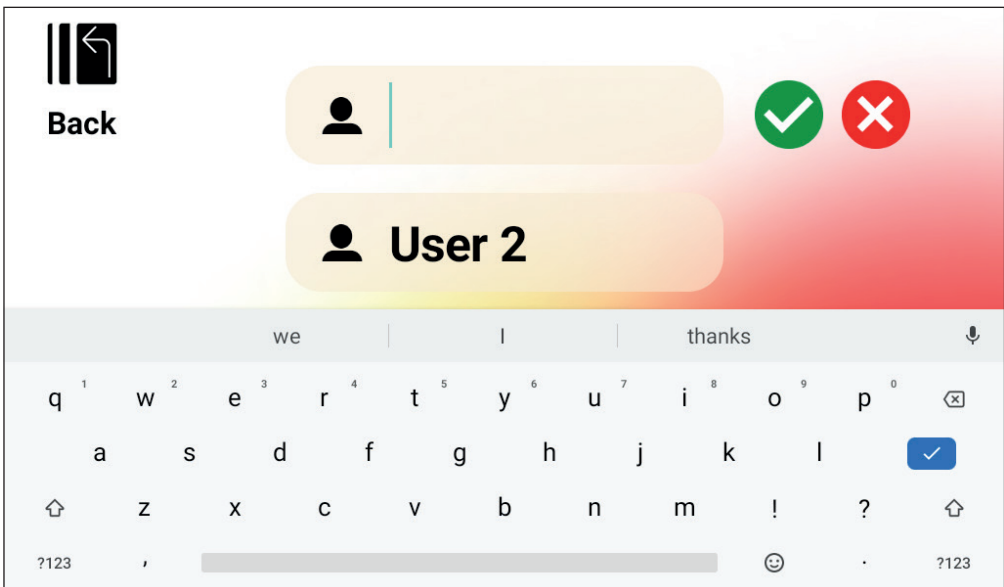 Back
User 2
we I thanks
q 1 w 2 e 3 r 4 t 5 y 6 u 7 i 8 o 9 p 0
a s d f g h j k l
z x c v b n m ! ?
?123 , . ?123